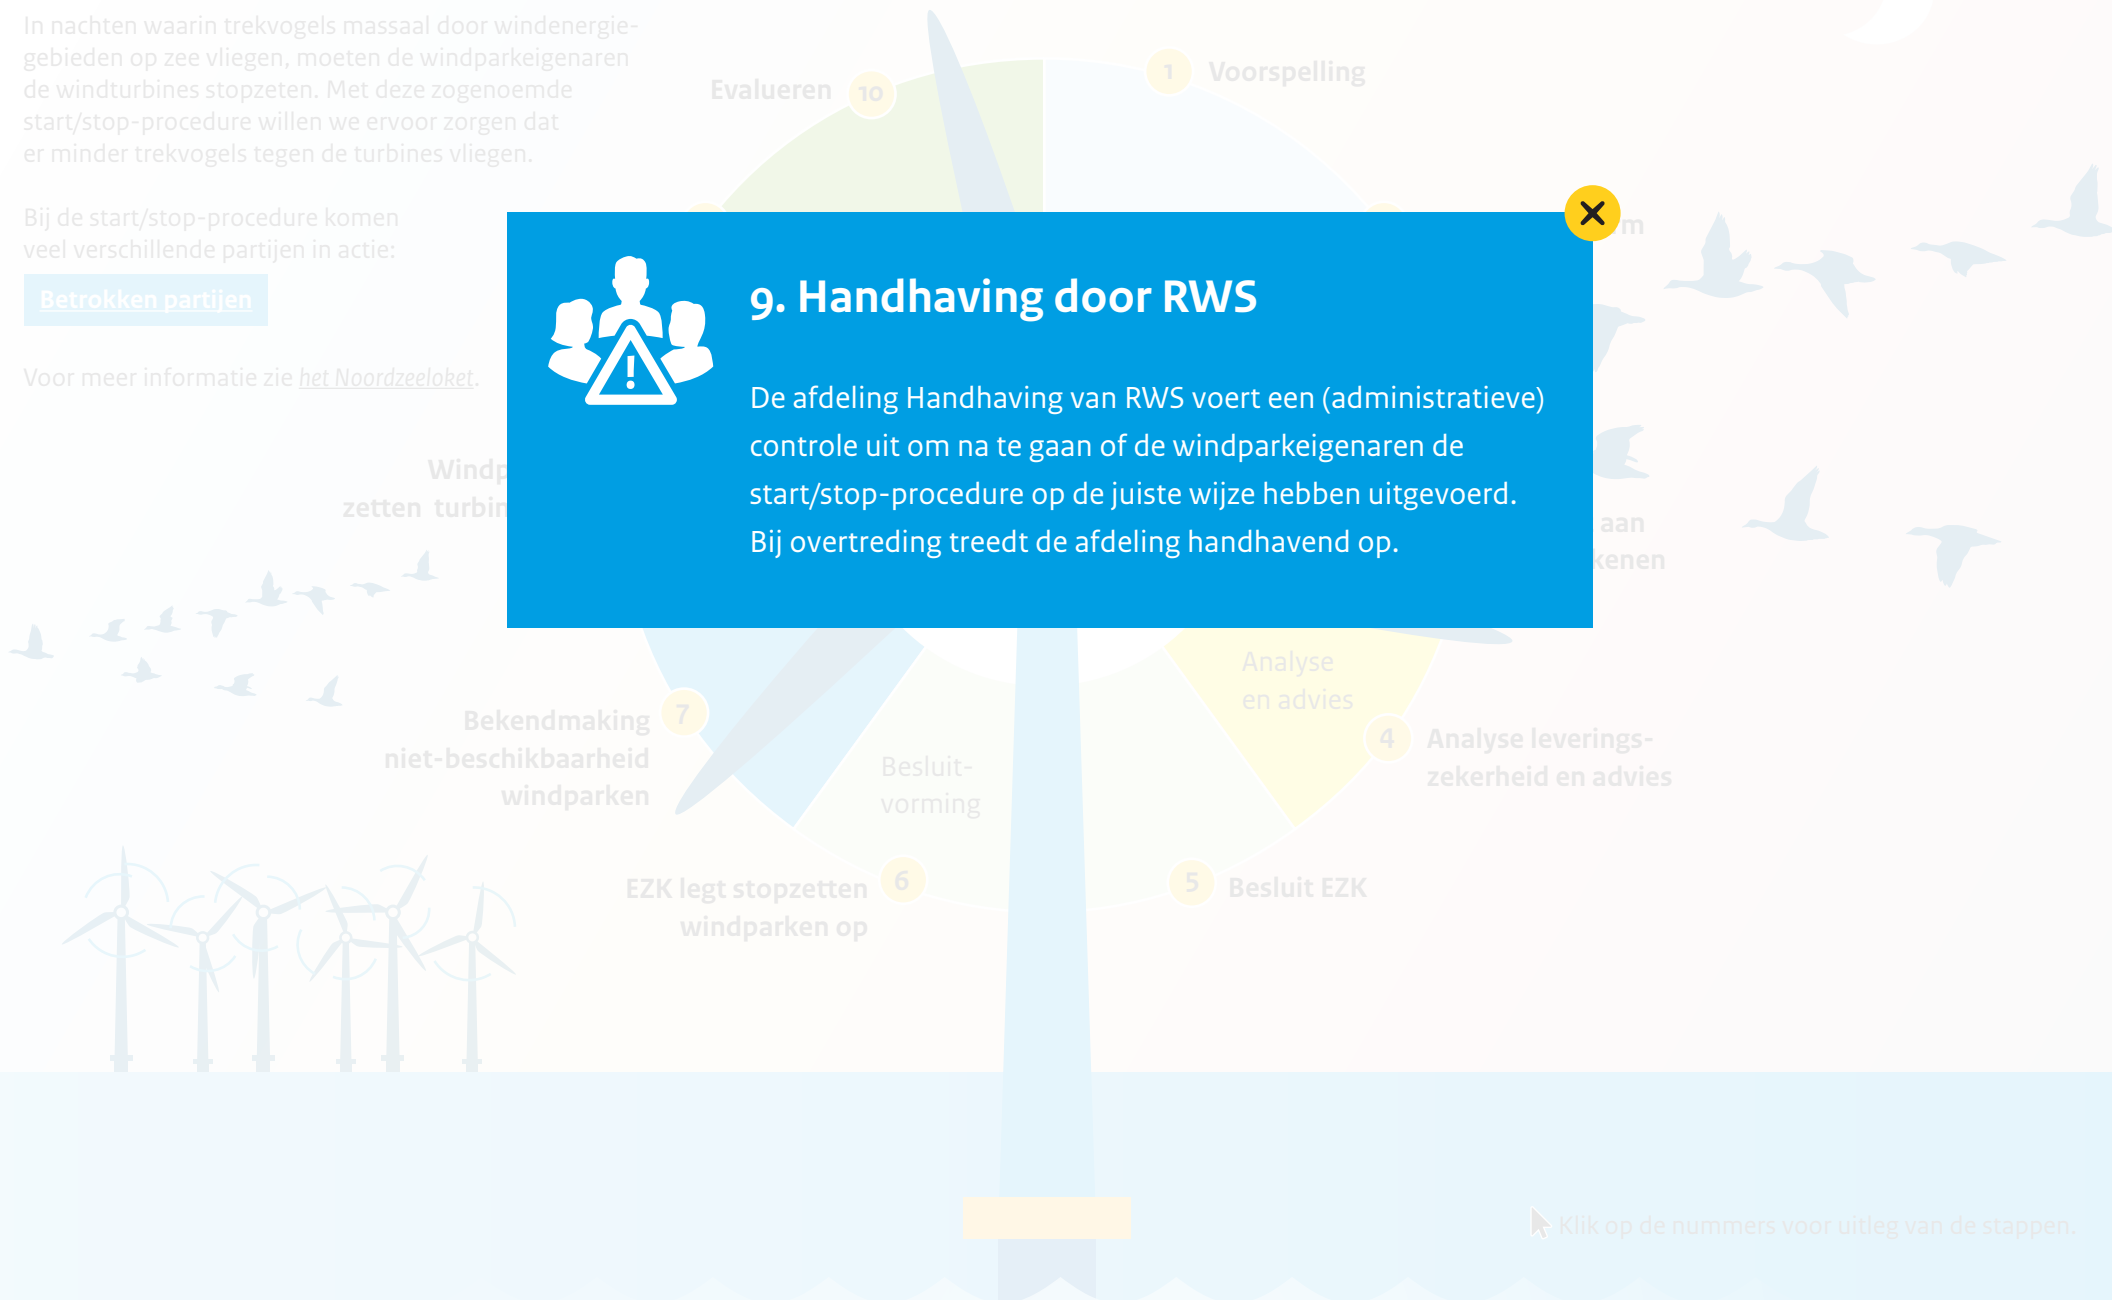 In nachten waarin trekvogels massaal door windenergie-
gebieden op zee vliegen, moeten de windparkeigenaren
de windturbines stopzeten. Met deze zogenoemde
start/stop-procedure willen we ervoor zorgen dat
er minder trekvogels tegen de turbines vliegen.
Bij de start/stop-procedure komen
veel verschillende partijen in actie:
Betrokken partijen
Voor meer informatie zie het Noordzeeloket.
Evalueren 10
1 Voorspelling
9. Handhaving door RWS
De afdeling Handhaving van RWS voert een (administratieve)
controle uit om na te gaan of de windparkeigenaren de
start/stop-procedure op de juiste wijze hebben uitgevoerd.
Bij overtreding treedt de afdeling handhavend op.
zetten
aan
Analyse
en advies
4 Analyse leverings-
zekerheid en advies
Bekendmaking 7
niet-beschikbaarheid
windparken
Besluit-
vorming
EZK legt stopzetten 6
windparken op
5 Besluit EZK
Klik op de nummers voor uitleg van de stappen.